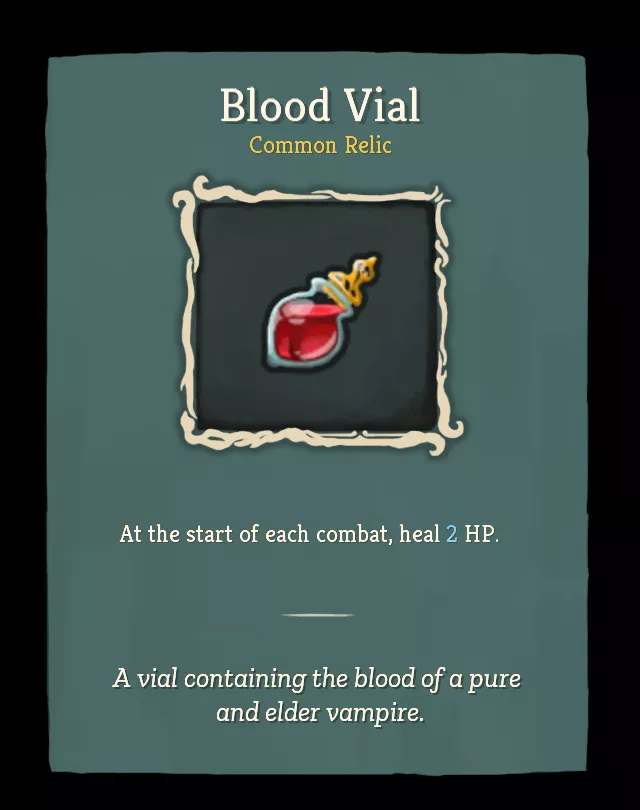 Blood Vial
Common Relic
At the start of each combat, heal 2 HP.
A vial containing the blood of a pure
and elder vampire.